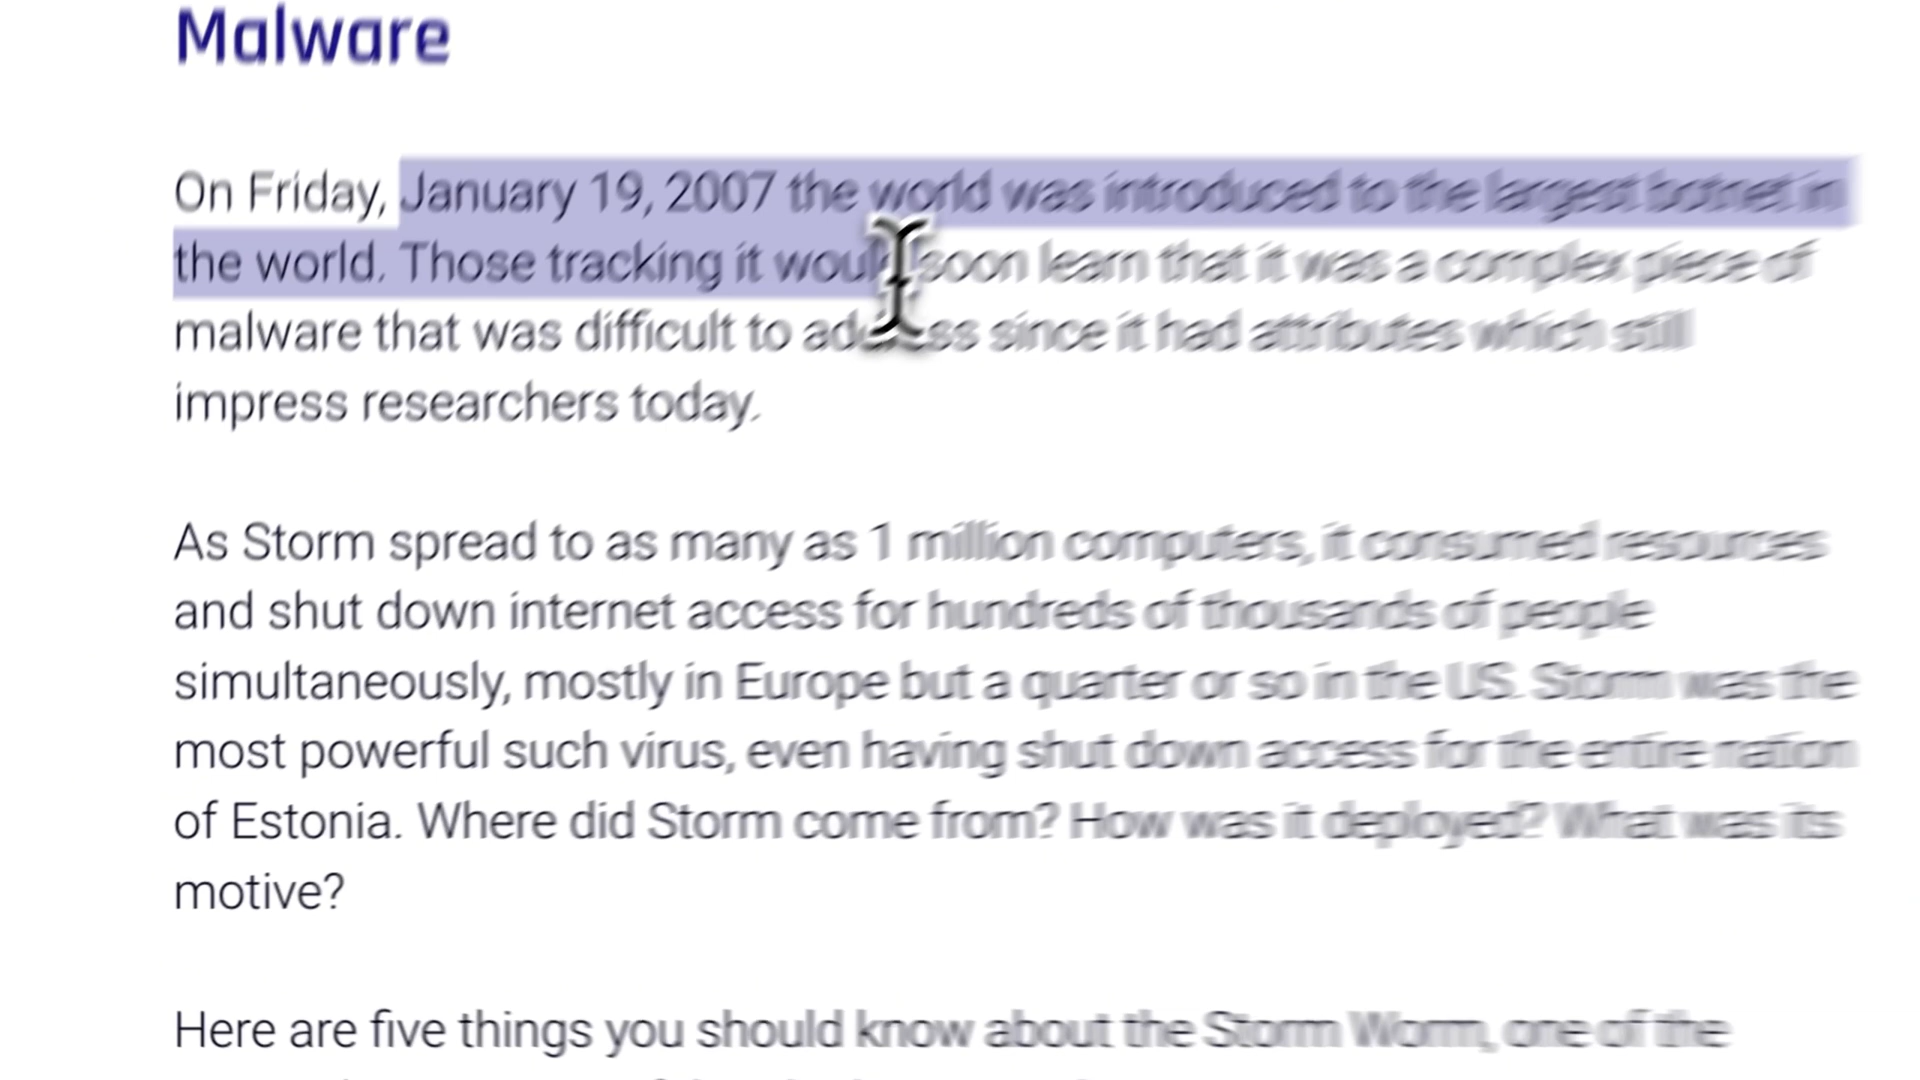 Malware
On Friday, January 19, 2007 the world was introduced to the largest botnet in
the world. Those tracking it would soon learn that it was a complex piece of
malware that was difficult to address since it had attributes which still
impress researchers today.
As Storm spread to as many as 1 million computers, it consumed resources
and shut down internet access for hundreds of thousands of people
simultaneously, mostly in Europe but a quarter or so in the US. Storm was the
most powerful such virus, even having shut down access for the entire nation
of Estonia. Where did Storm come from? How was it deployed? What was its
motive?
Here are five things you should know about the Storm Worm, one of the